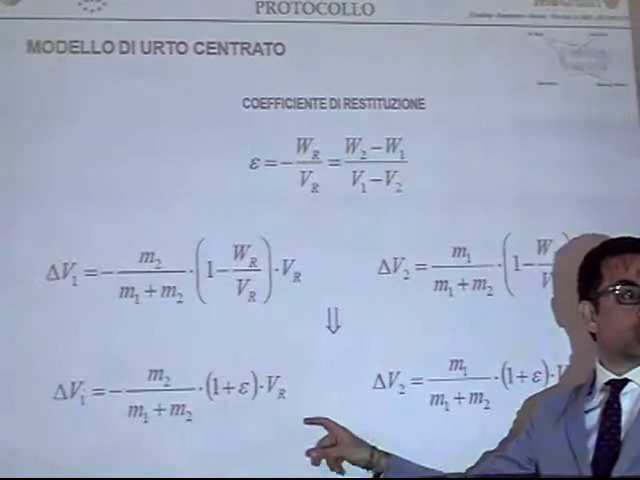 PROTOCOLLO
MODELLO DI URTO CENTRATO
COEFFICIENTE DI RESTITUZIONE
ε = − W_R / V_R = (W_2 − W_1) / (V_1 − V_2)
ΔV_1 = − m_2 / (m_1 + m_2) · (1 − W_R / V_R) · V_R
ΔV_2 = m_1 / (m_1 + m_2) · (1 − W / V
⇓
ΔV_1 = − m_2 / (m_1 + m_2) · (1 + ε) · V_R
ΔV_2 = m_1 / (m_1 + m_2) · (1 + ε) · V